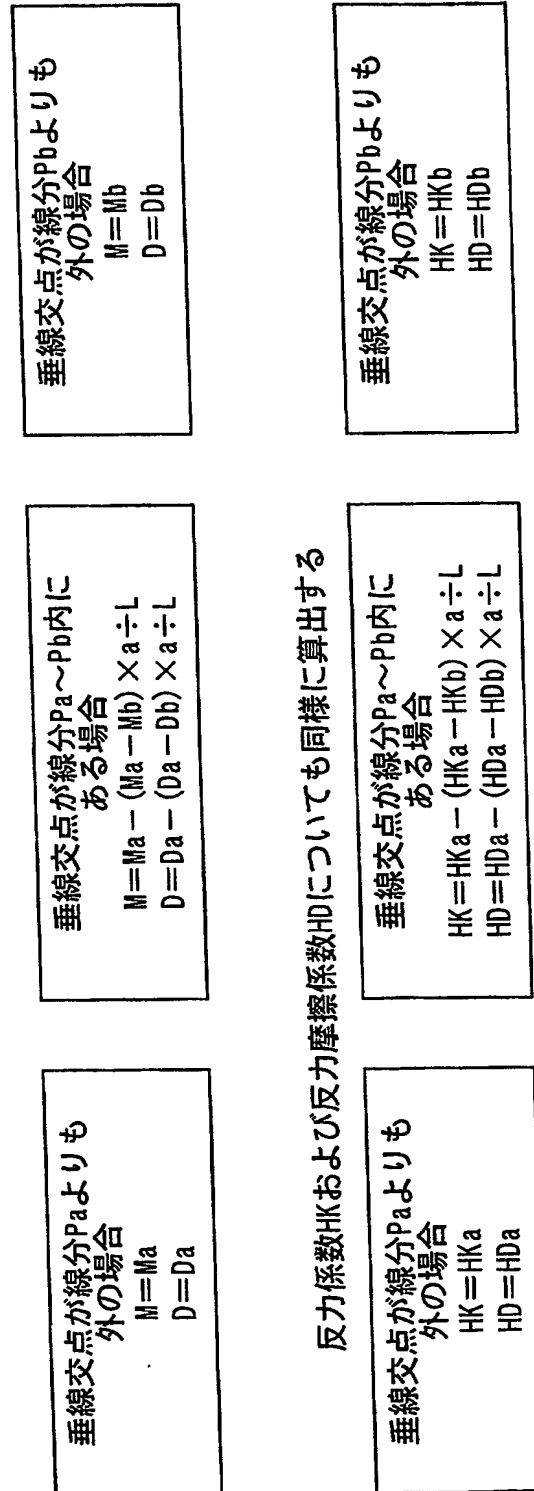 垂線交点が線分Paよりも
外の場合
M=Ma
D=Da
垂線交点が線分Pa～Pb内に
ある場合
M=Ma－(Ma－Mb)×a÷L
D=Da－(Da－Db)×a÷L
垂線交点が線分Pbよりも
外の場合
M=Mb
D=Db
反力係数HKおよび反力摩擦係数HDについても同様に算出する
垂線交点が線分Paよりも
外の場合
HK=HKa
HD=HDa
垂線交点が線分Pa～Pb内に
ある場合
HK=HKa－(HKa－HKb)×a÷L
HD=HDa－(HDa－HDb)×a÷L
垂線交点が線分Pbよりも
外の場合
HK=HKb
HD=HDb